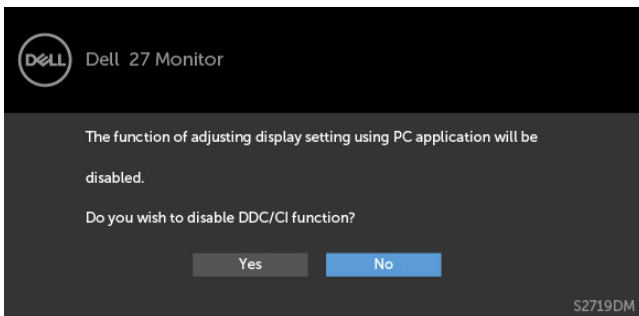 DELL
Dell 27 Monitor
The function of adjusting display setting using PC application will be
disabled.
Do you wish to disable DDC/CI function?
Yes No
S2719DM